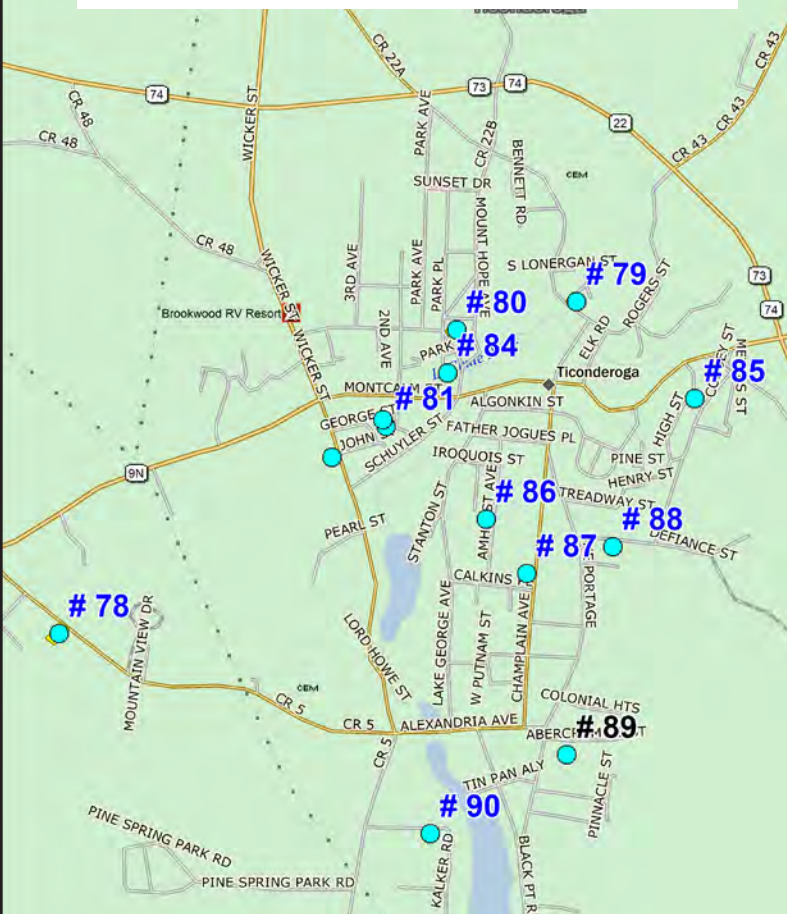 CR 22A
CR 43
74
73
74
CR 48
WICKER ST
PARK AVE
CR 22B
22
CR 43
CR 43
CR 48
BENNETT RD
CEM
SUNSET DR
MOUNT HOPE AVE
CR 48
3RD AVE
PARK AVE
PARK PL
S LONERGAN ST
# 79
ROGERS ST
73
WICKER ST
# 80
74
Brookwood RV Resort
2ND AVE
PARK
ELK RD
# 84
WICKER ST
MONTCALM ST
Ticonderoga
# 85
# 81
ALGONKIN ST
HIGH ST
GEORGE ST
FATHER JOGUES PL
JOHN
SCHUYLER ST
IROQUOIS ST
PINE ST
9N
HENRY ST
# 86
TREADWAY ST
STANTON ST
PEARL ST
# 88
# 87
DEFIANCE ST
CALKINS
PORTAGE
# 78
MOUNTAIN VIEW DR
LORD HOWE ST
LAKE GEORGE AVE
W PUTNAM ST
CHAMPLAIN AVE
CEM
CR 5
COLONIAL HTS
CR 5
ALEXANDRIA AVE
# 89
CR 5
TIN PAN ALY
PINNACLE ST
# 90
PINE SPRING PARK RD
KALKER RD
BLACK PT R
PINE SPRING PARK RD